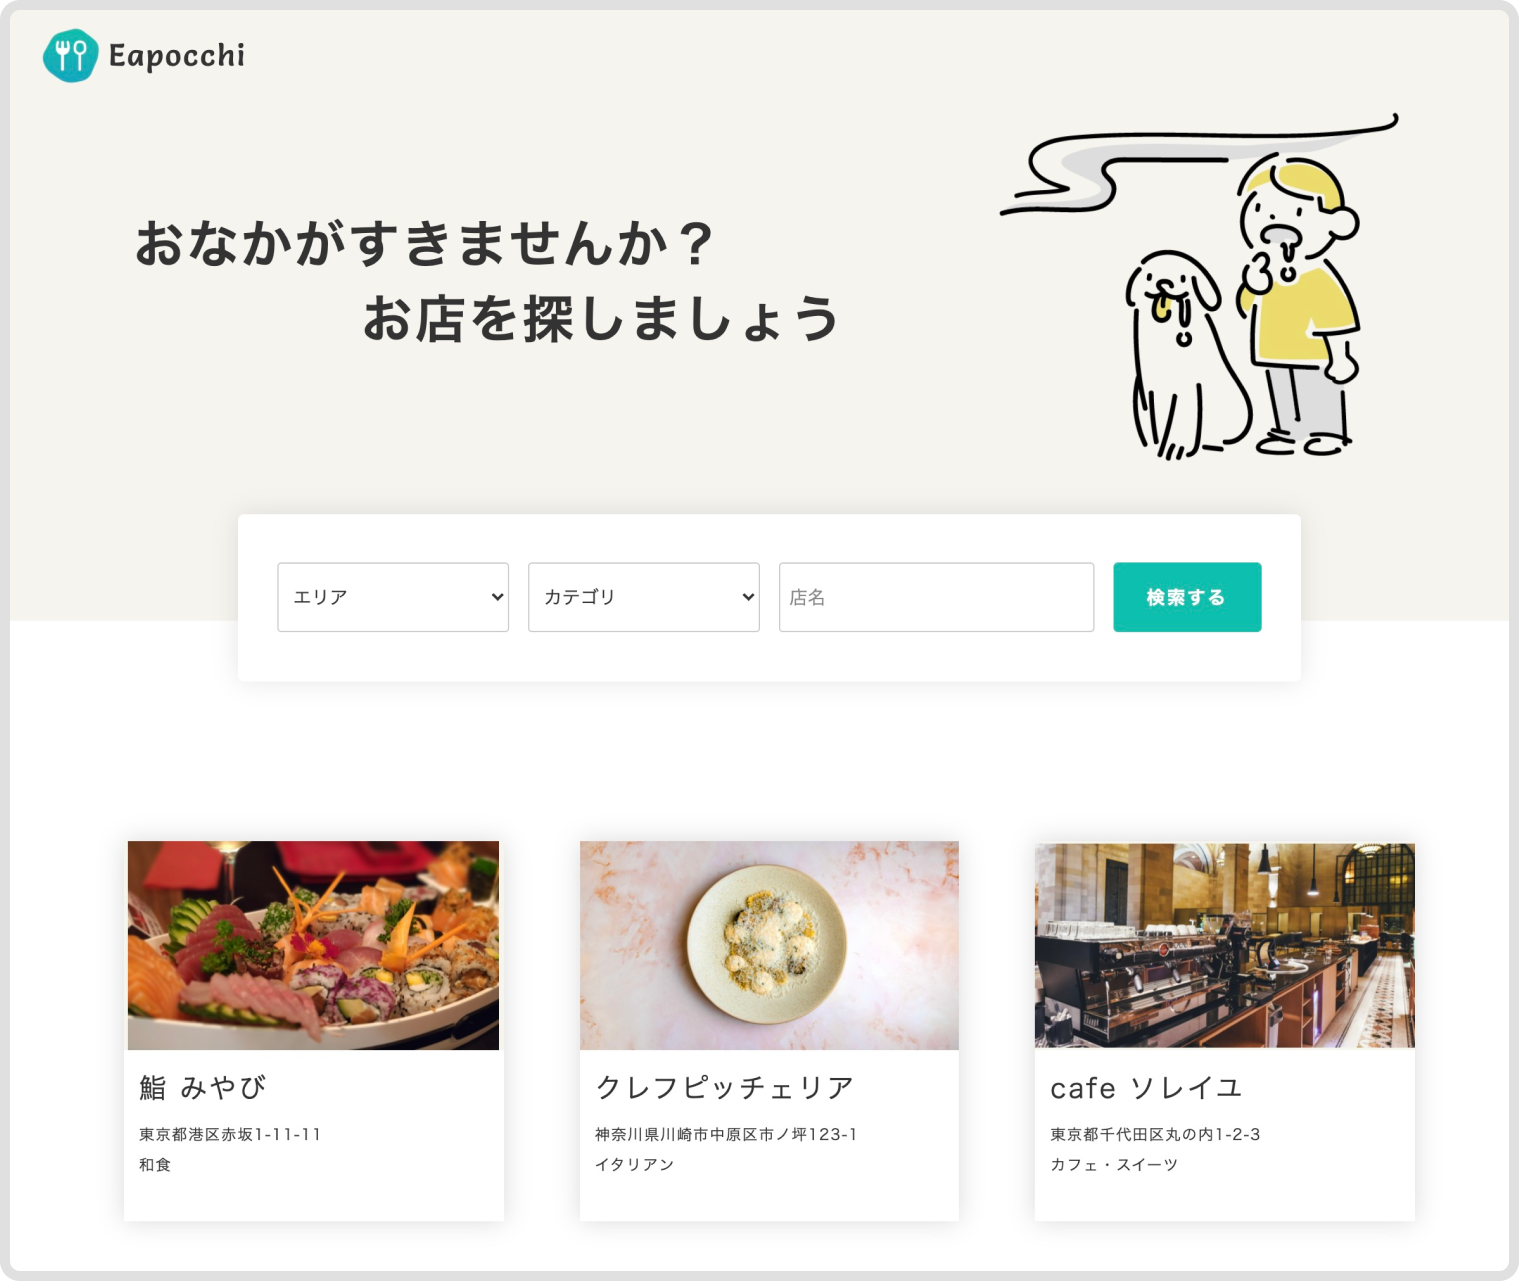 Eapocchi
おなかがすきませんか？
お店を探しましょう
エリア
カテゴリ
店名
検索する
鮨 みやび
東京都港区赤坂1-11-11
和食
クレフピッチェリア
神奈川県川崎市中原区市ノ坪123-1
イタリアン
cafe ソレイユ
東京都千代田区丸の内1-2-3
カフェ・スイーツ